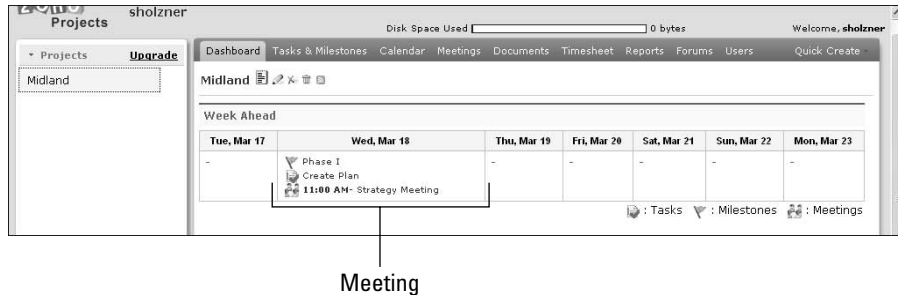 ZOHO
Projects
sholzner
Disk Space Used 0 bytes Welcome, sholzner
Projects Upgrade
Midland
Dashboard Tasks & Milestones Calendar Meetings Documents Timesheet Reports Forums Users Quick Create
Midland
Week Ahead
Tue, Mar 17 Wed, Mar 18 Thu, Mar 19 Fri, Mar 20 Sat, Mar 21 Sun, Mar 22 Mon, Mar 23
- Phase I - - - - -
Create Plan
11:00 AM- Strategy Meeting
: Tasks : Milestones : Meetings
Meeting